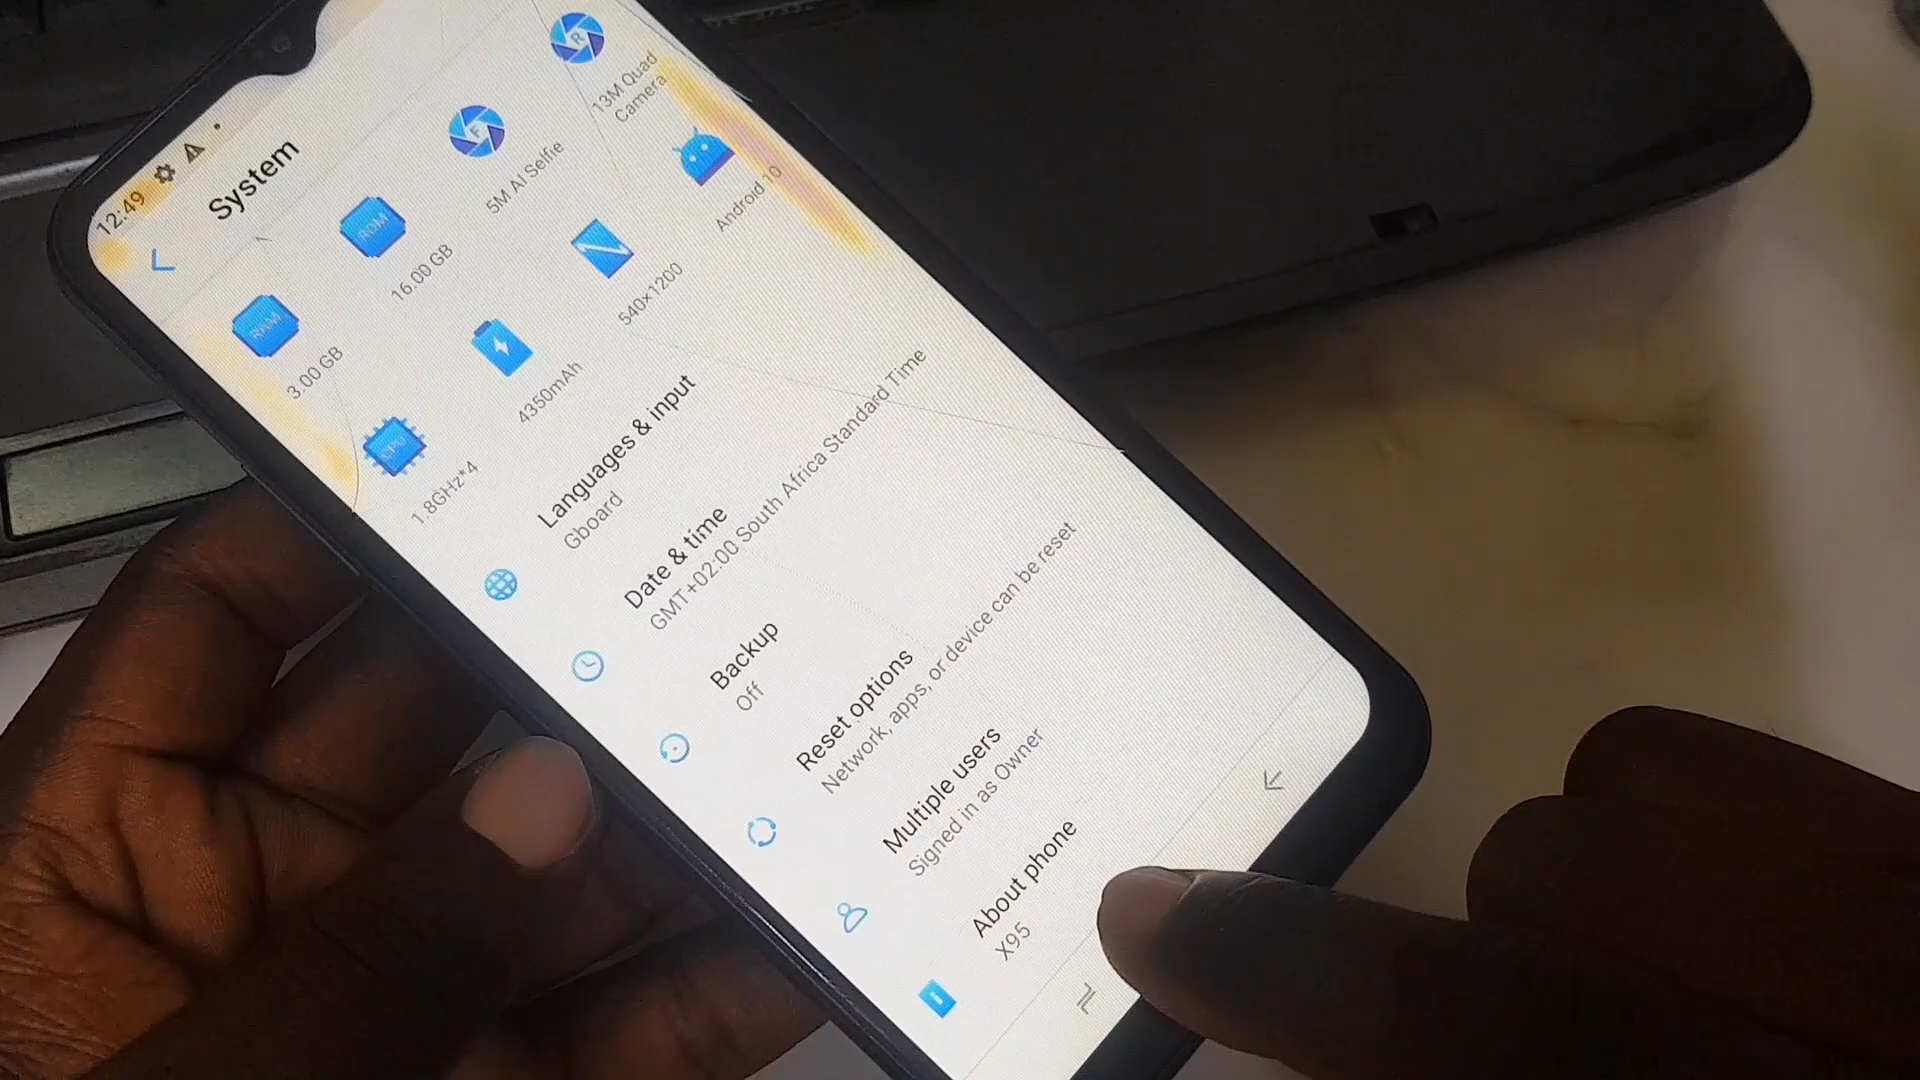 12:49
System
RAM
3.00 GB
ROM
16.00 GB
F
5M AI Selfie
R
13M Quad
Camera
CPU
1.8GHz*4
4350mAh
540x1200
Android 10
Languages & input
Gboard
Date & time
GMT+02:00 South Africa Standard Time
Backup
Off
Reset options
Network, apps, or device can be reset
Multiple users
Signed in as Owner
About phone
X95